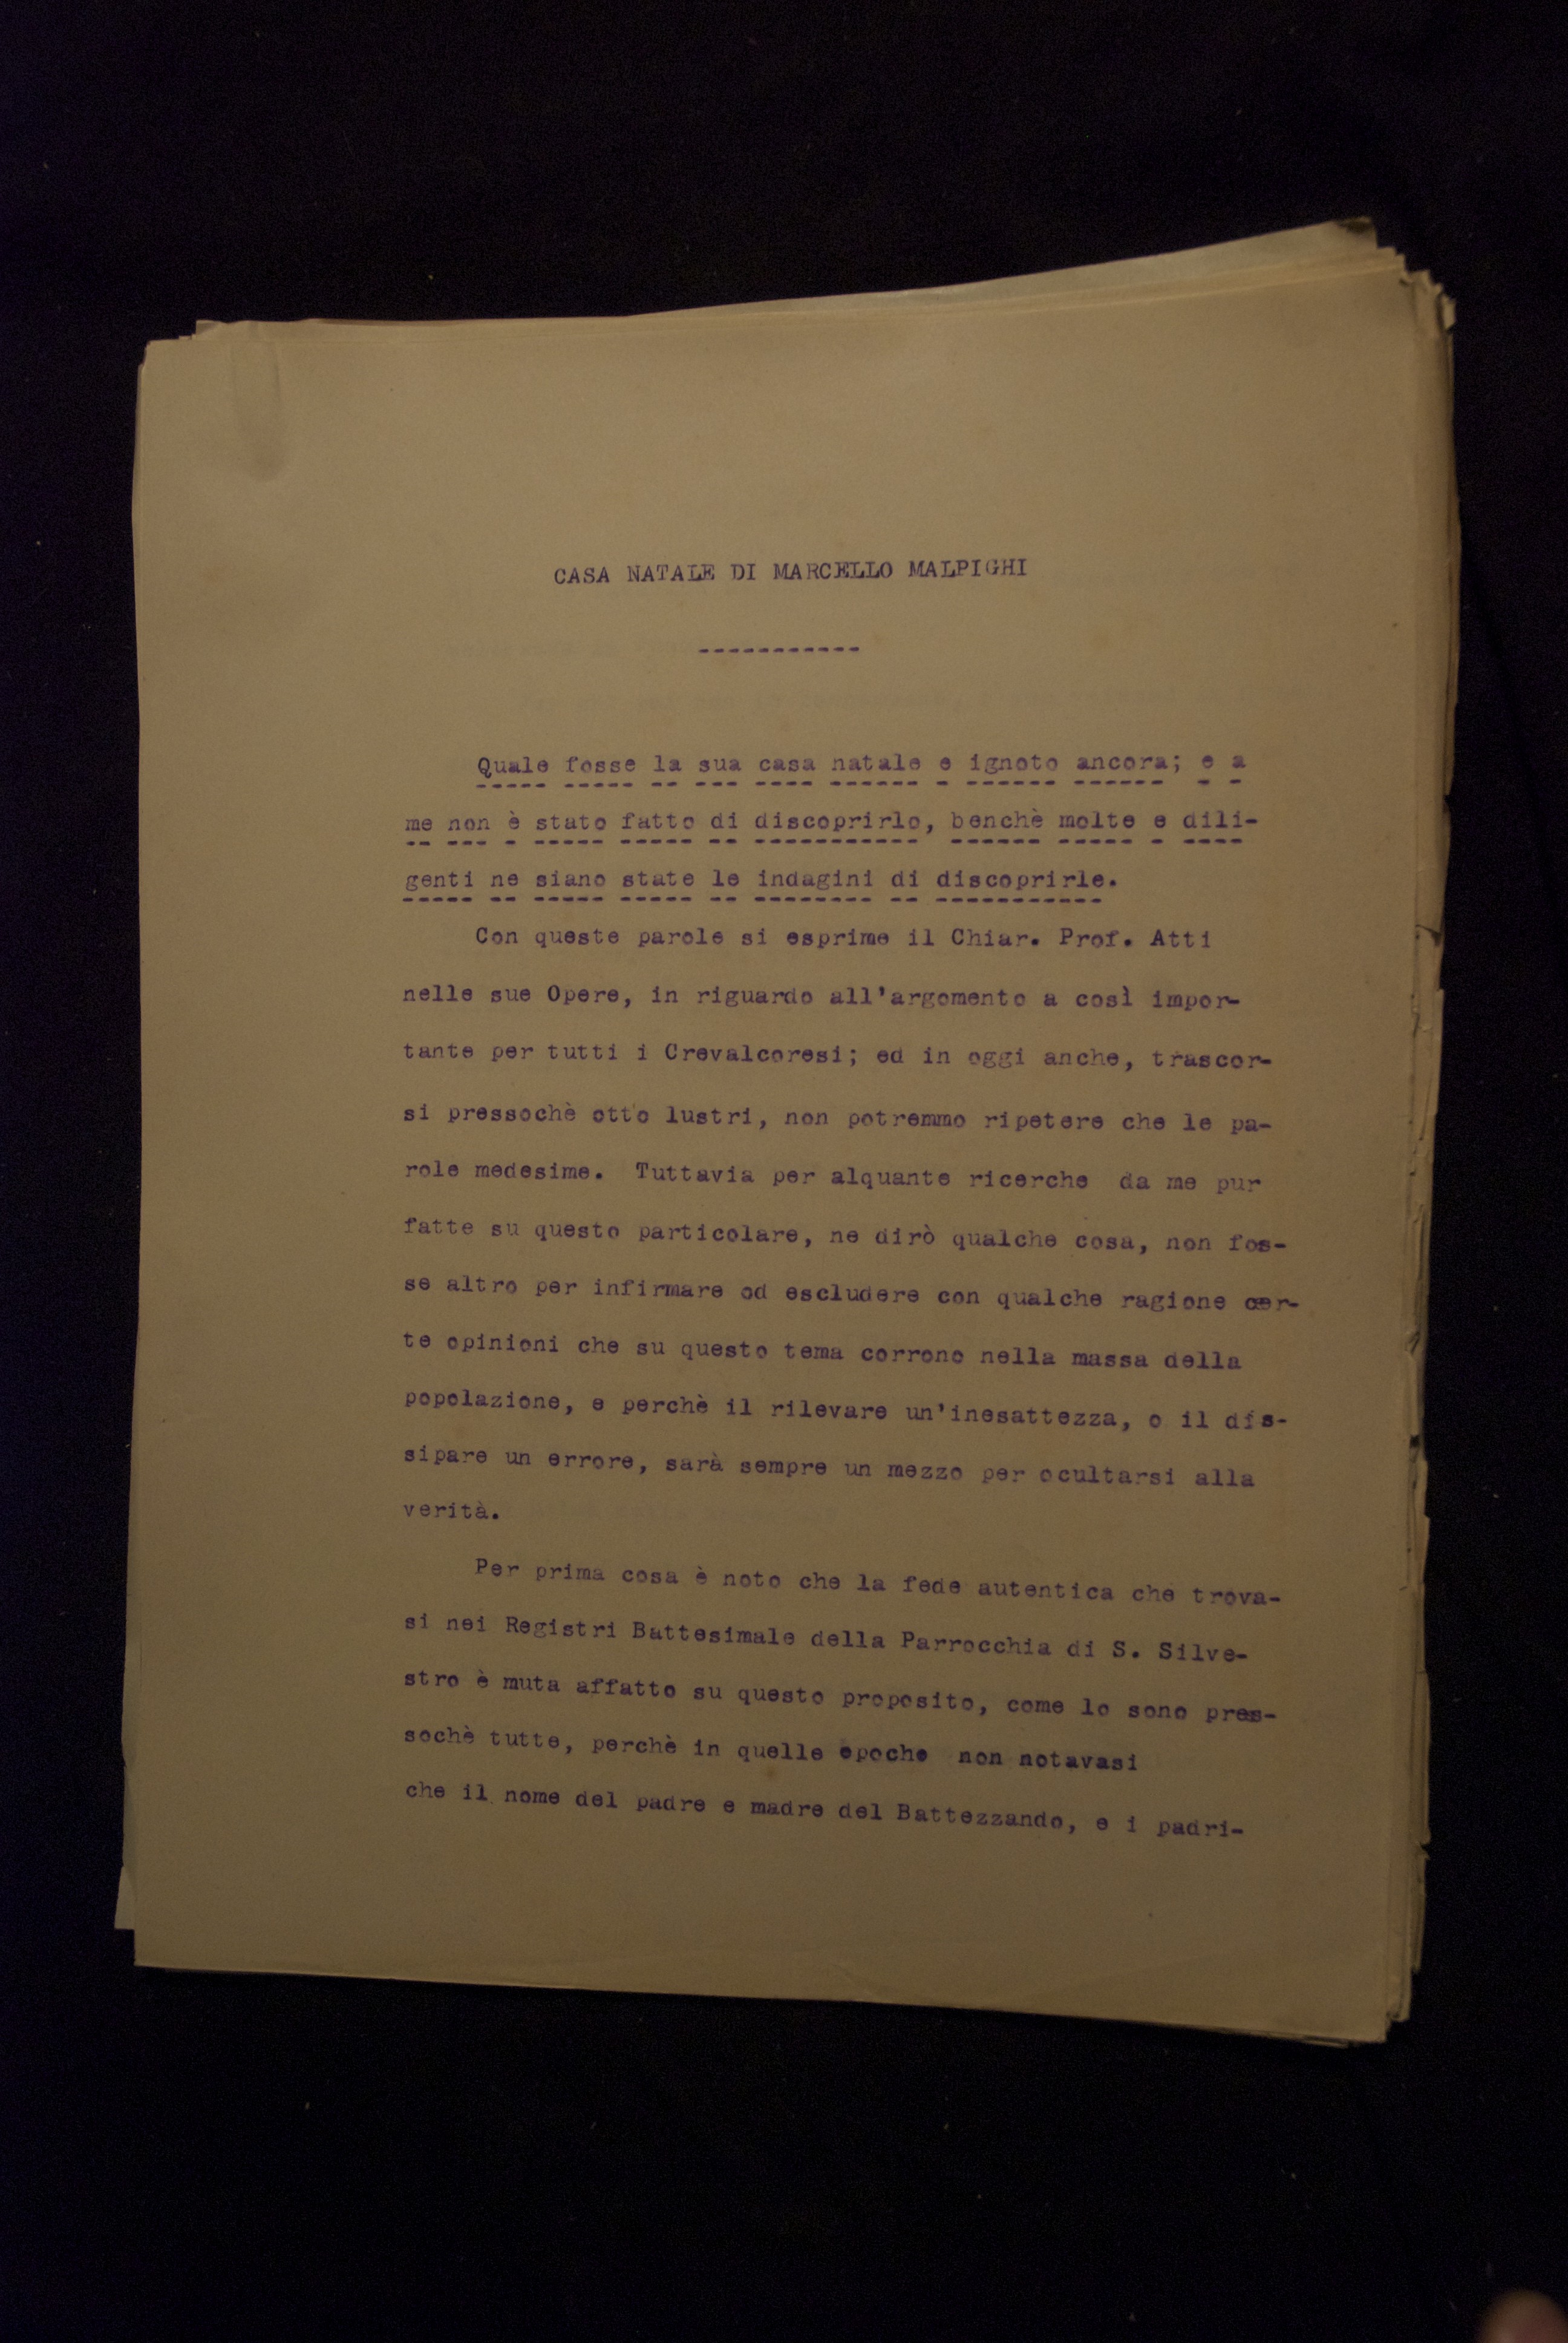 CASA NATALE DI MARCELLO MALPIGHI
-----------
Quale fosse la sua casa natale e ignoto ancora; e a
me non è stato fatto di discoprirlo, benchè molte e dili-
genti ne siano state le indagini di discoprirle.
Con queste parole si esprime il Chiar. Prof. Atti
nelle sue Opere, in riguardo all'argomento a così impor-
tante per tutti i Crevalcoresi; ed in oggi anche, trascor-
si pressochè otto lustri, non potremmo ripetere che le pa-
role medesime. Tuttavia per alquante ricerche da me pur
fatte su questo particolare, ne dirò qualche cosa, non fos-
se altro per infirmare od escludere con qualche ragione cer-
te opinioni che su questo tema corrono nella massa della
popolazione, e perchè il rilevare un'inesattezza, o il dis-
sipare un errore, sarà sempre un mezzo per ocultarsi alla
verità.
Per prima cosa è noto che la fede autentica che trova-
si nei Registri Battesimale della Parrocchia di S. Silve-
stro è muta affatto su questo proposito, come lo sono pres-
sochè tutte, perchè in quelle epoche non notavasi
che il nome del padre e madre del Battezzando, e i padri-